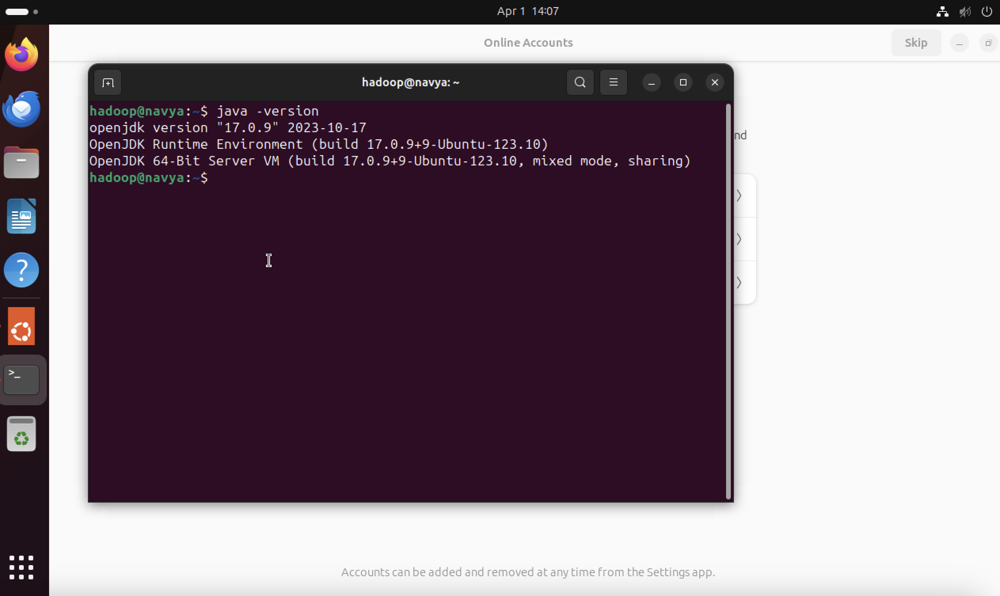 Apr 1 14:07
Online Accounts
Skip
hadoop@navya: ~
hadoop@navya:~$ java -version
openjdk version "17.0.9" 2023-10-17
OpenJDK Runtime Environment (build 17.0.9+9-Ubuntu-123.10)
OpenJDK 64-Bit Server VM (build 17.0.9+9-Ubuntu-123.10, mixed mode, sharing)
hadoop@navya:~$
nd
Accounts can be added and removed at any time from the Settings app.